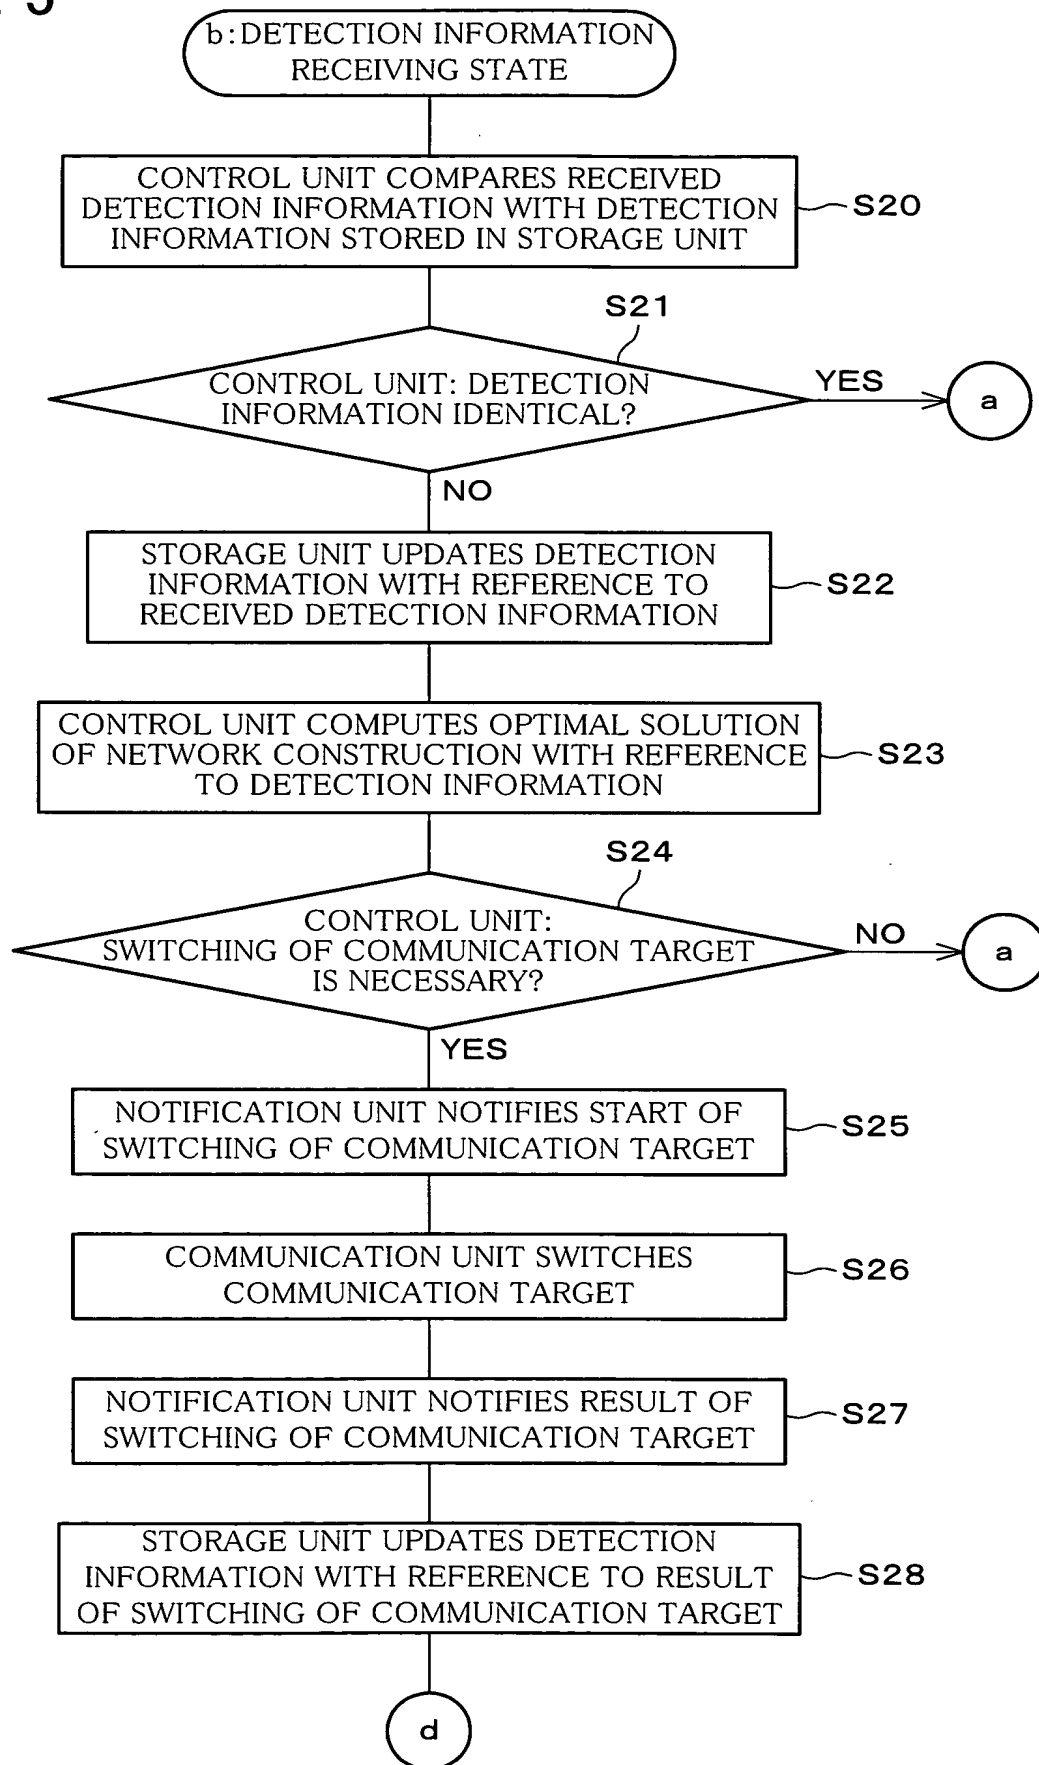 b:DETECTION INFORMATION
RECEIVING STATE
CONTROL UNIT COMPARES RECEIVED
DETECTION INFORMATION WITH DETECTION
INFORMATION STORED IN STORAGE UNIT
S20
S21
CONTROL UNIT: DETECTION
INFORMATION IDENTICAL?
YES
a
NO
STORAGE UNIT UPDATES DETECTION
INFORMATION WITH REFERENCE TO
RECEIVED DETECTION INFORMATION
S22
CONTROL UNIT COMPUTES OPTIMAL SOLUTION
OF NETWORK CONSTRUCTION WITH REFERENCE
TO DETECTION INFORMATION
S23
S24
CONTROL UNIT:
SWITCHING OF COMMUNICATION TARGET
IS NECESSARY?
NO
a
YES
NOTIFICATION UNIT NOTIFIES START OF
SWITCHING OF COMMUNICATION TARGET
S25
COMMUNICATION UNIT SWITCHES
COMMUNICATION TARGET
S26
NOTIFICATION UNIT NOTIFIES RESULT OF
SWITCHING OF COMMUNICATION TARGET
S27
STORAGE UNIT UPDATES DETECTION
INFORMATION WITH REFERENCE TO RESULT
OF SWITCHING OF COMMUNICATION TARGET
S28
d